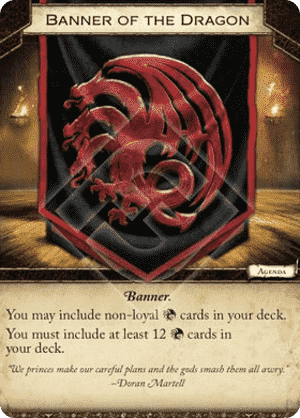 BANNER OF THE DRAGON
AGENDA
Banner.
You may include non-loyal cards in your deck.
You must include at least 12 cards in
your deck.
"We princes make our careful plans and the gods smash them all awry."
–Doran Martell